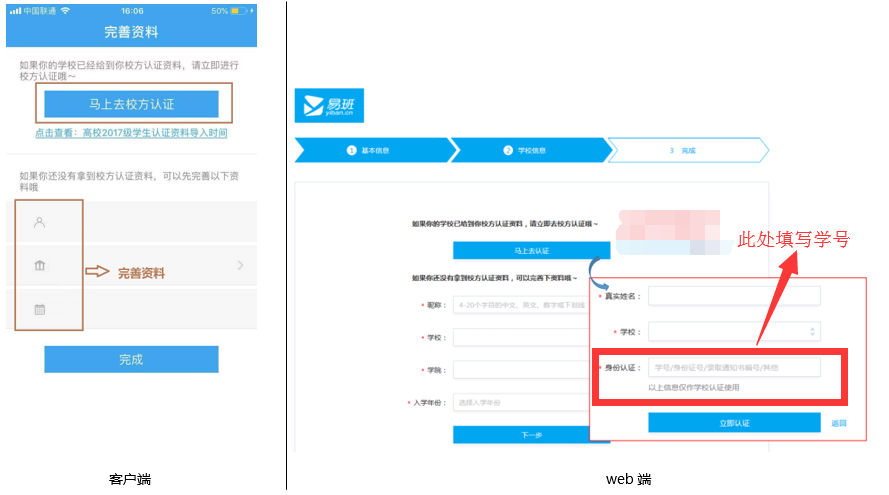 中国联通
16:06
50%
完善资料
如果你的学校已经给到你校方认证资料，请立即进行
校方认证哦～
马上去校方认证
点击查看：高校2017级学生认证资料导入时间
如果你还没有拿到校方认证资料，可以先完善以下资
料哦
完善资料
完成
客户端
易班
yiban.cn
1 基本信息
2 学校信息
3 完成
如果你的学校已给到你校方认证资料，请立即去校方认证哦～
马上去认证
如果你还没有拿到校方认证资料，可以完善下资料哦～
* 昵称：
4-20个字符的中文、英文、数字或下划线
* 学校：
* 学院：
* 入学年份：
选择入学年份
下一步
此处填写学号
* 真实姓名：
* 学校：
* 身份认证：
学号/身份证号/录取通知书编号/其他
以上信息仅作学校认证使用
立即认证
返回
web 端